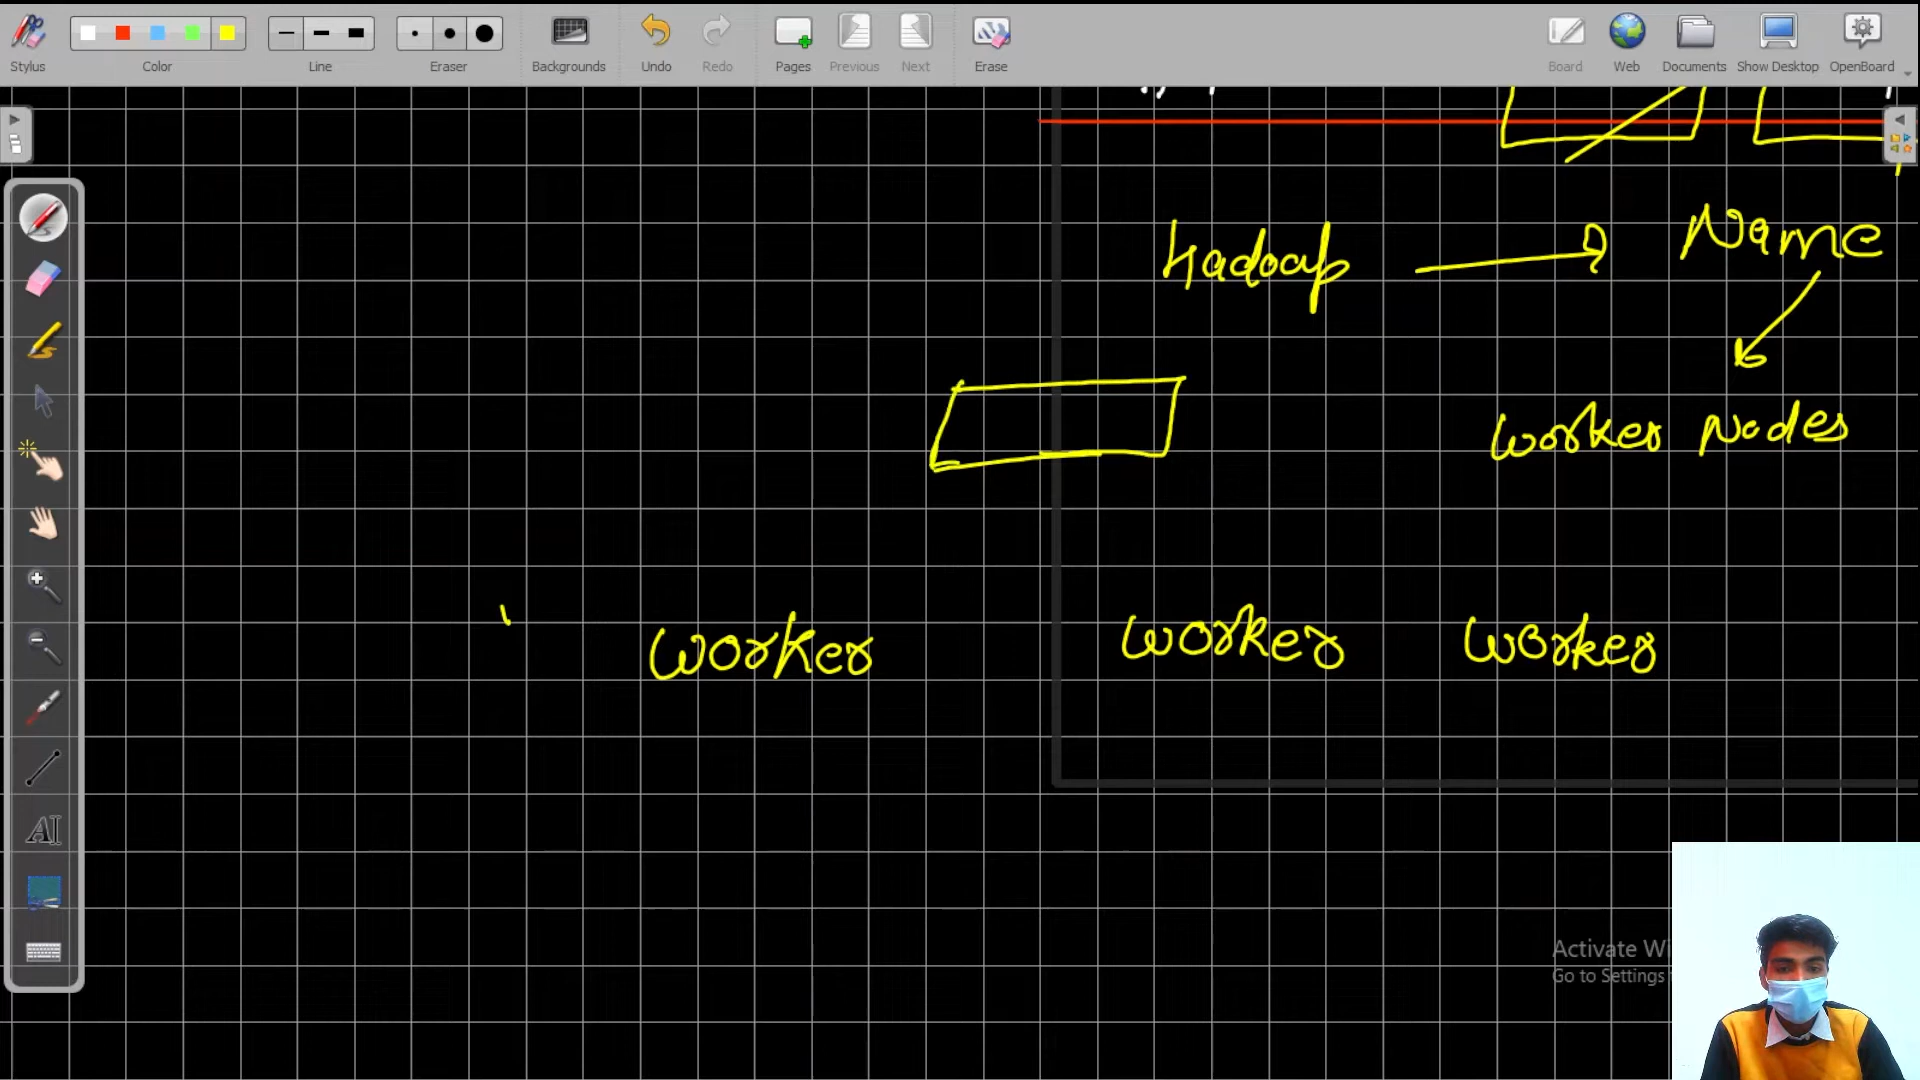 Stylus Color Line Eraser Backgrounds Undo Redo Pages Previous Next Erase Board Web Documents Show Desktop OpenBoard
Hadoop Name
Worker Nodes
Worker Worker Worker
AI
Activate Wi
Go to Settings